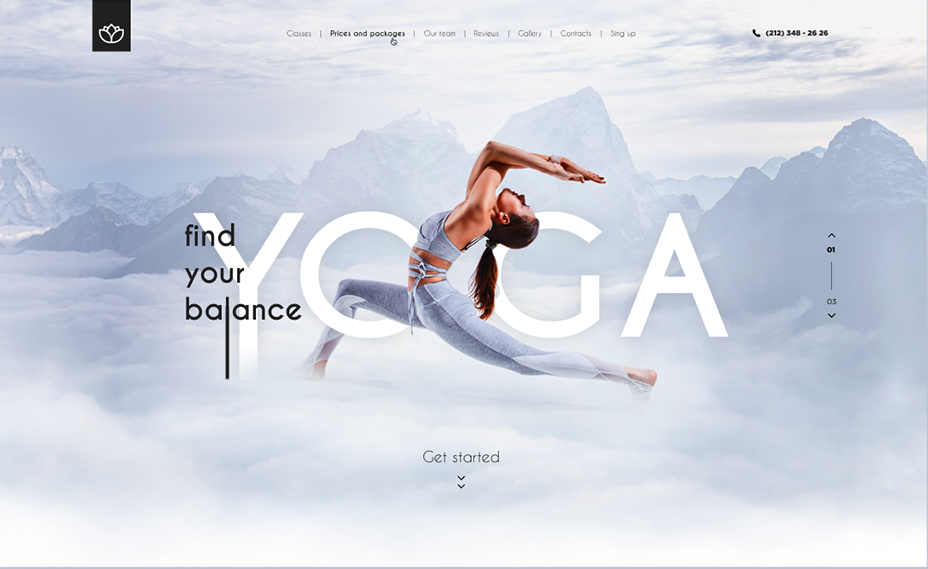 Classes | Prices and packages | Our team | Reviews | Gallery | Contacts | Sing up
(212) 348 - 26 26
YOGA
find
your
balance
01
03
Get started